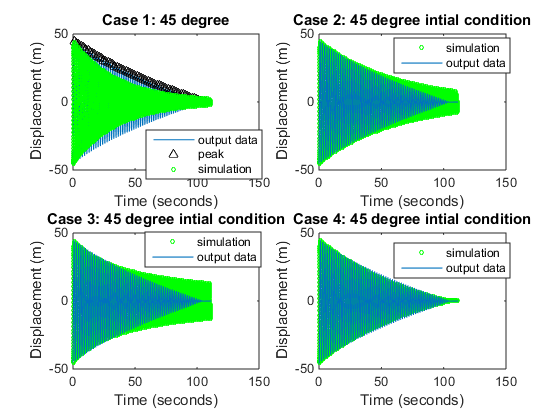 Case 1: 45 degree
50
0
-50
0
50
100
150
Displacement (m)
Time (seconds)
output data
peak
simulation
Case 2: 45 degree intial condition
50
0
-50
0
50
100
150
Displacement (m)
Time (seconds)
simulation
output data
Case 3: 45 degree intial condition
50
0
-50
0
50
100
150
Displacement (m)
Time (seconds)
simulation
output data
Case 4: 45 degree intial condition
50
0
-50
0
50
100
150
Displacement (m)
Time (seconds)
simulation
output data